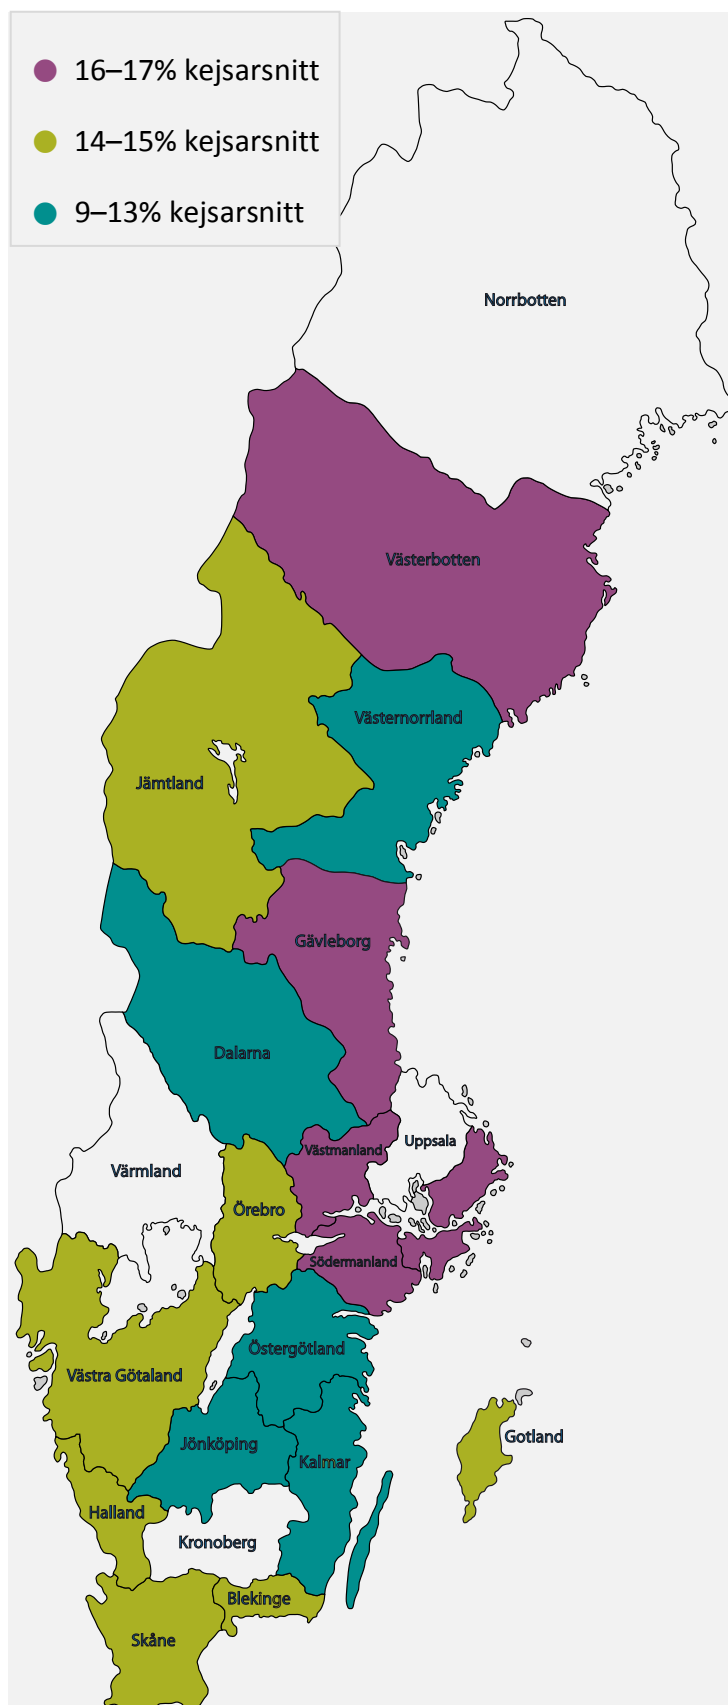 16–17% kejsarsnitt
14–15% kejsarsnitt
9–13% kejsarsnitt
Norrbotten
Västerbotten
Västernorrland
Jämtland
Gävleborg
Dalarna
Uppsala
Västmanland
Värmland
Örebro
Södermanland
Östergötland
Västra Götaland
Gotland
Jönköping
Kalmar
Halland
Kronoberg
Blekinge
Skåne